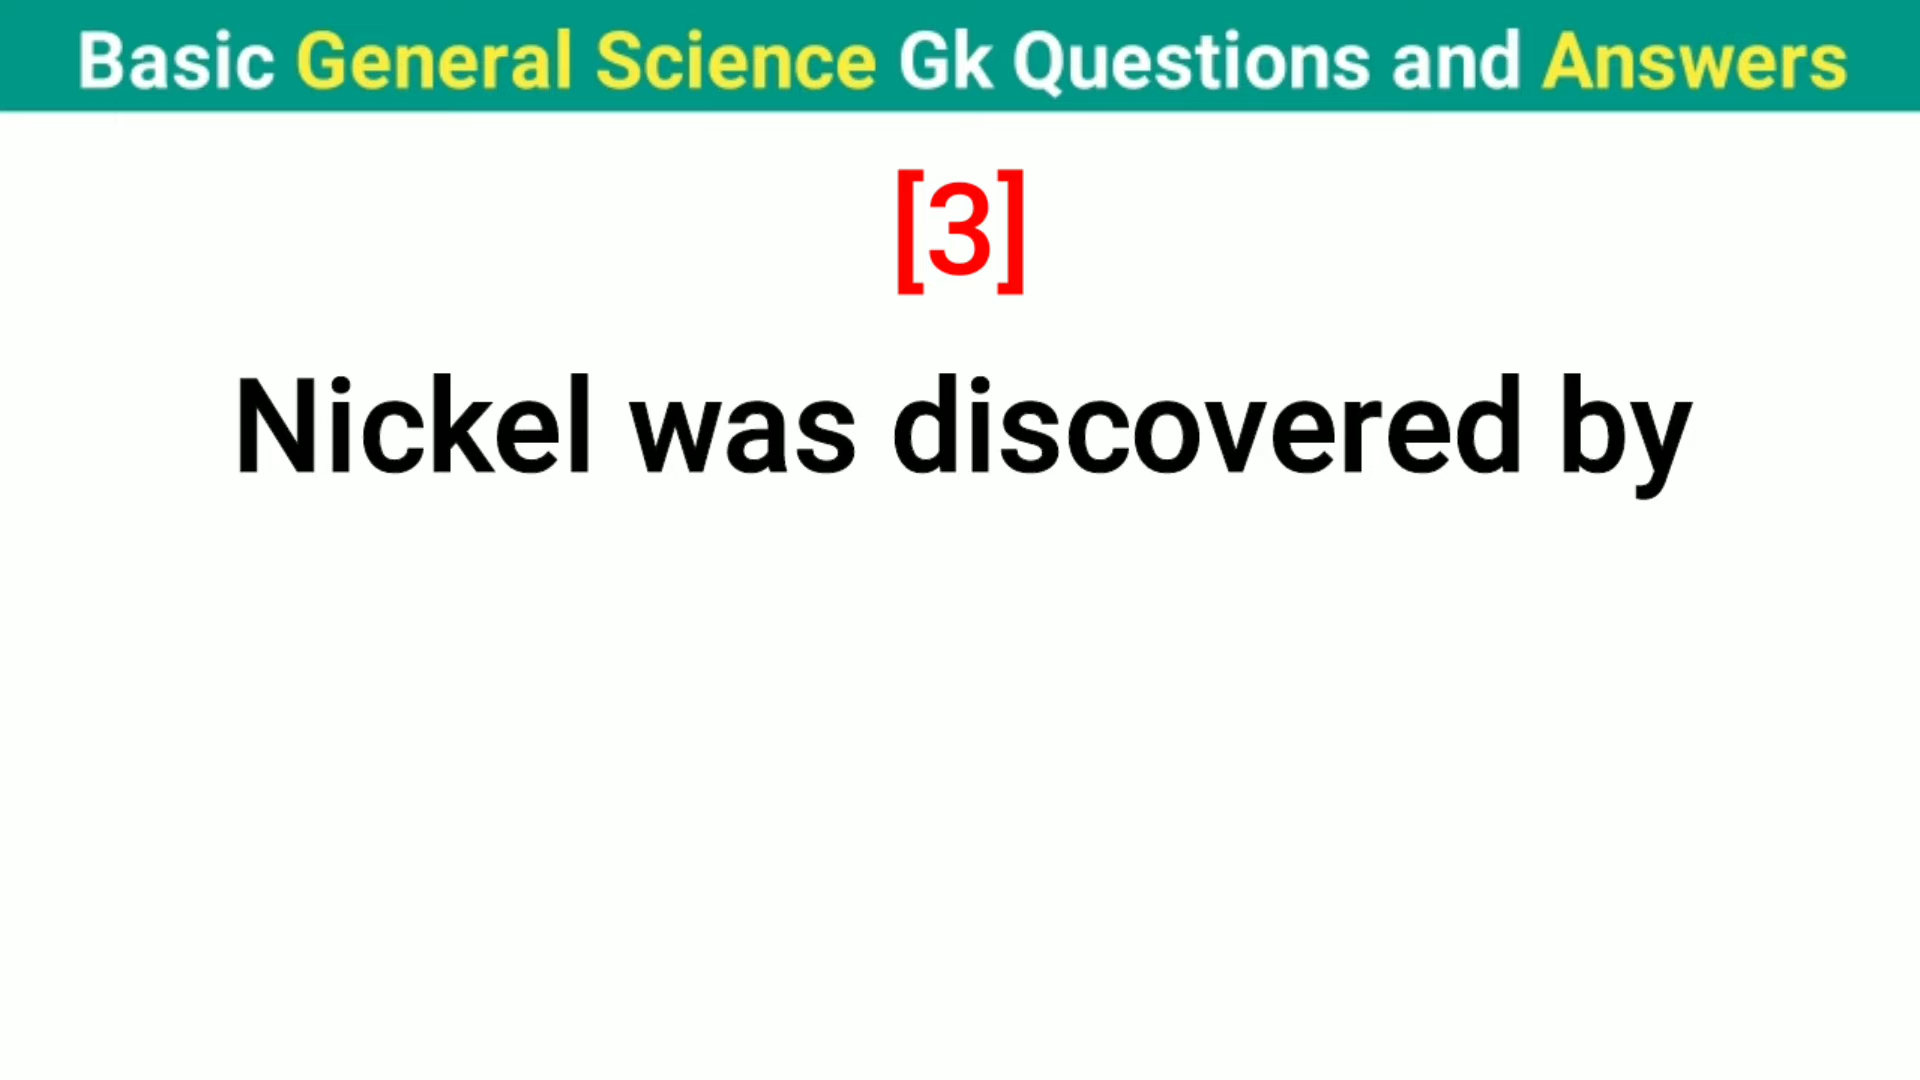 Basic General Science Gk Questions and Answers
[3]
Nickel was discovered by